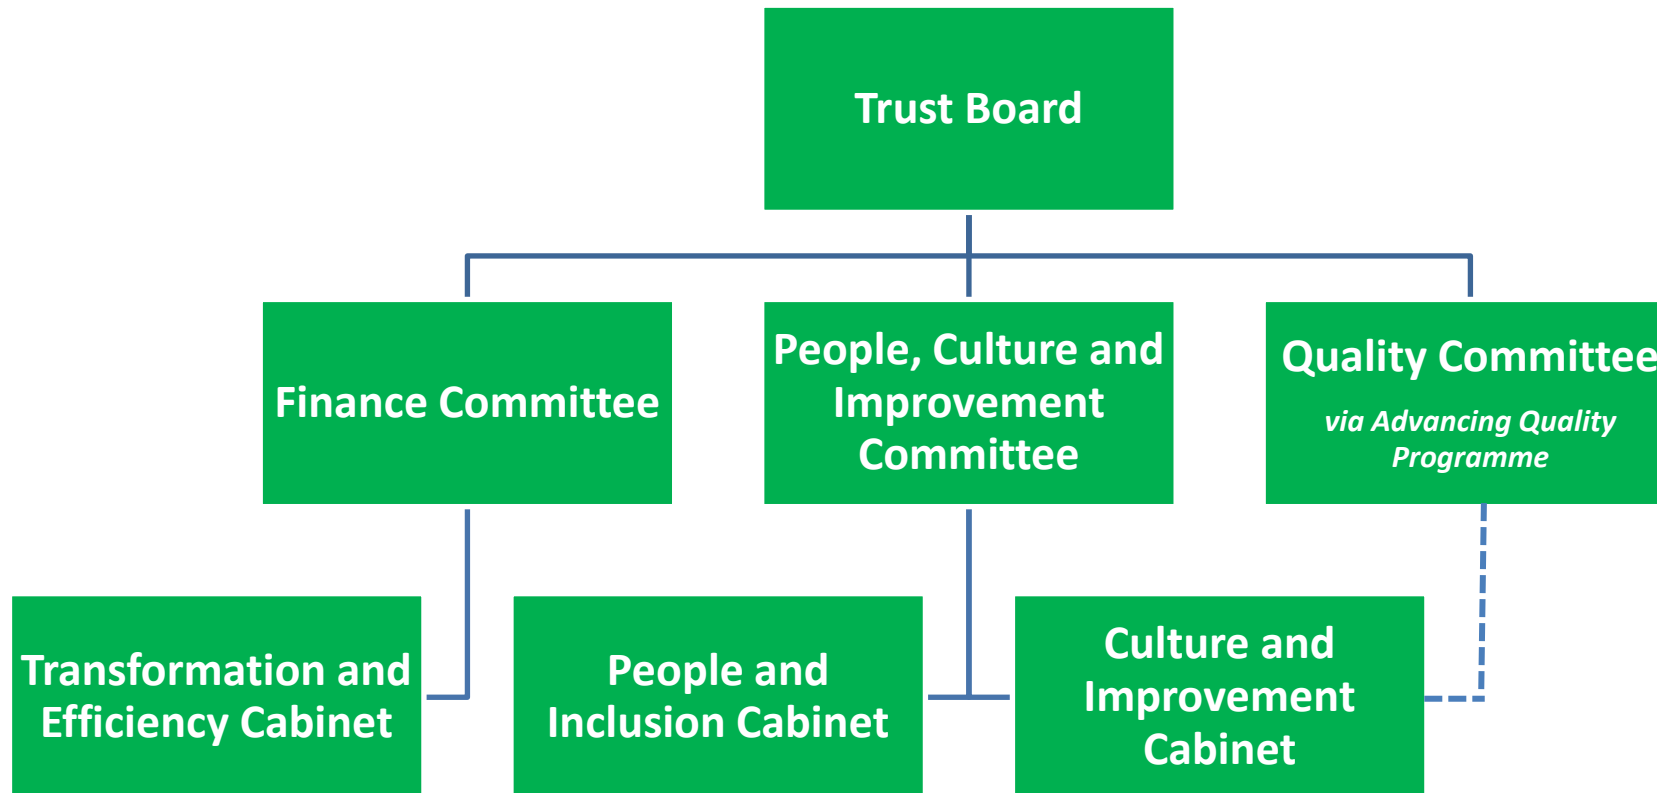 Trust Board
Finance Committee
People, Culture and
Improvement
Committee
Quality Committee
via Advancing Quality
Programme
Transformation and
Efficiency Cabinet
People and
Inclusion Cabinet
Culture and
Improvement
Cabinet